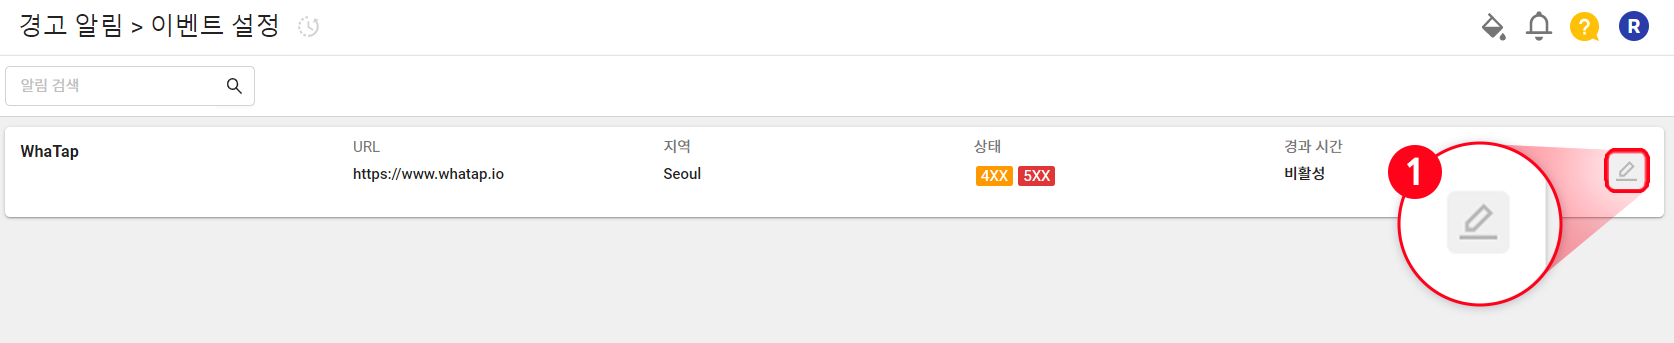 경고 알림 > 이벤트 설정
?
R
알림 검색
WhaTap
URL
https://www.whatap.io
지역
Seoul
상태
4XX 5XX
경과 시간
비활성
1